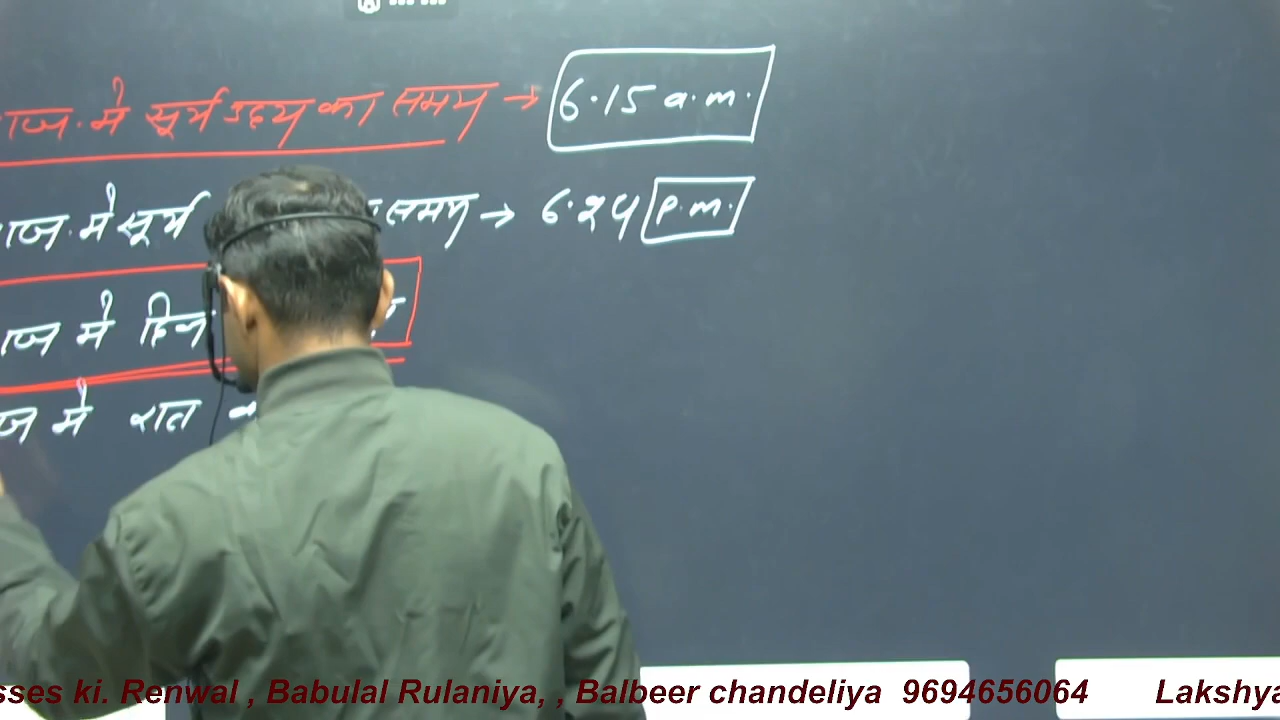 राज. मे सूर्य उदय का समय → 6.15 a.m.
राज. मे सूर्य समय → 6.24 p.m.
राज मे दिन
राज मे रात
sses ki. Renwal , Babulal Rulaniya, , Balbeer chandeliya 9694656064 Lakshya